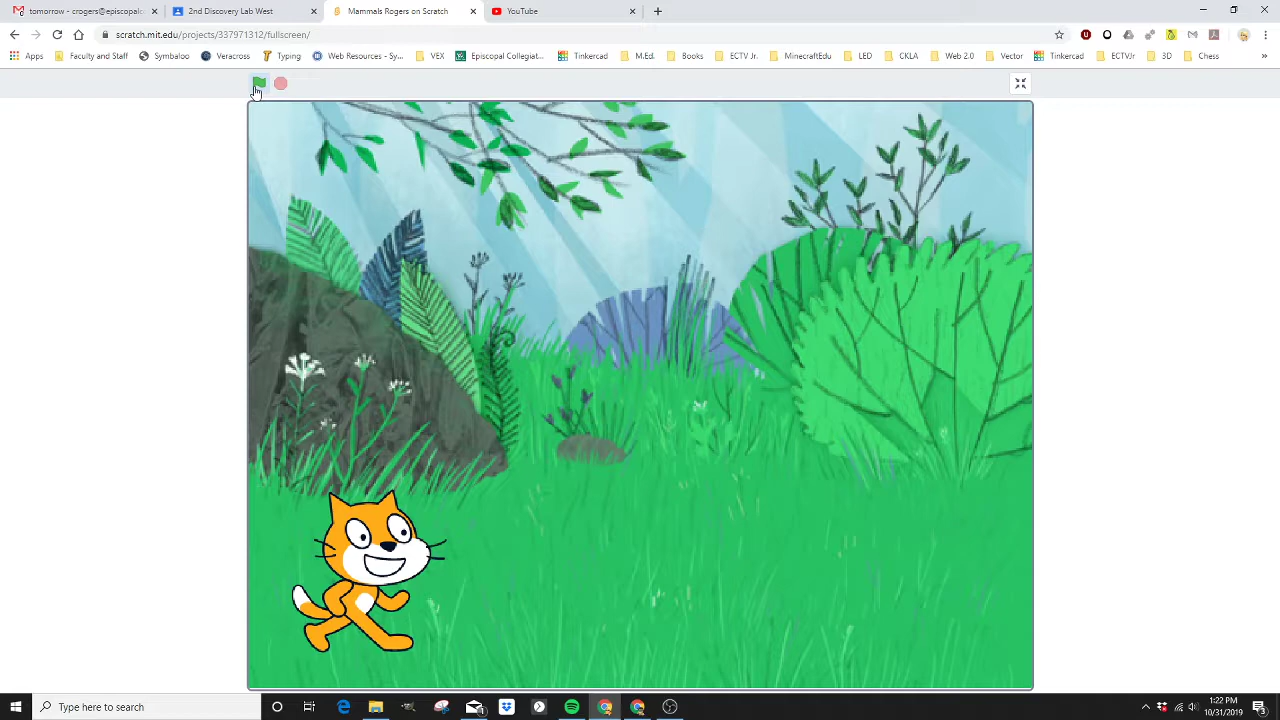 tomorrow - crogers@episcopalc
2nd Discovery Lab West
Mammals Rogers on Scratch
YouTube
scratch.mit.edu/projects/337971312/fullscreen/
Apps
Faculty and Staff
Symbaloo
Veracross
Typing
Web Resources - Sy...
VEX
Episcopal Collegiat...
Tinkercad
M.Ed.
Books
ECTV Jr.
MinecraftEdu
LED
CKLA
Web 2.0
Vector
Tinkercad
ECTVJr
3D
Chess
»
Type here to search
1:22 PM
10/31/2019